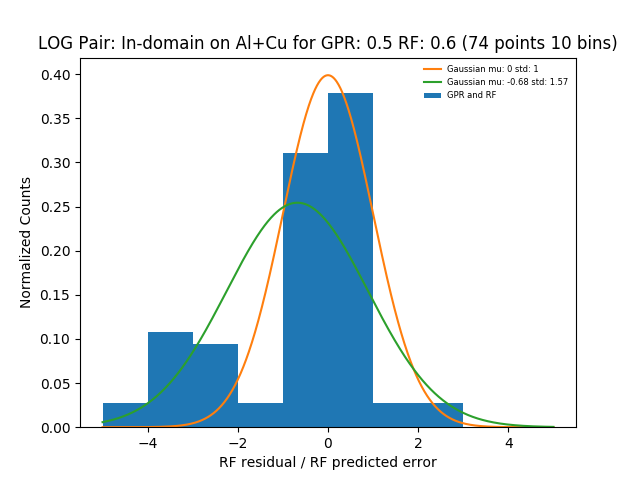 LOG Pair: In-domain on Al+Cu for GPR: 0.5 RF: 0.6 (74 points 10 bins)
Gaussian mu: 0 std: 1
Gaussian mu: -0.68 std: 1.57
GPR and RF
Normalized Counts
0.40
0.35
0.30
0.25
0.20
0.15
0.10
0.05
0.00
−4
−2
0
2
4
RF residual / RF predicted error